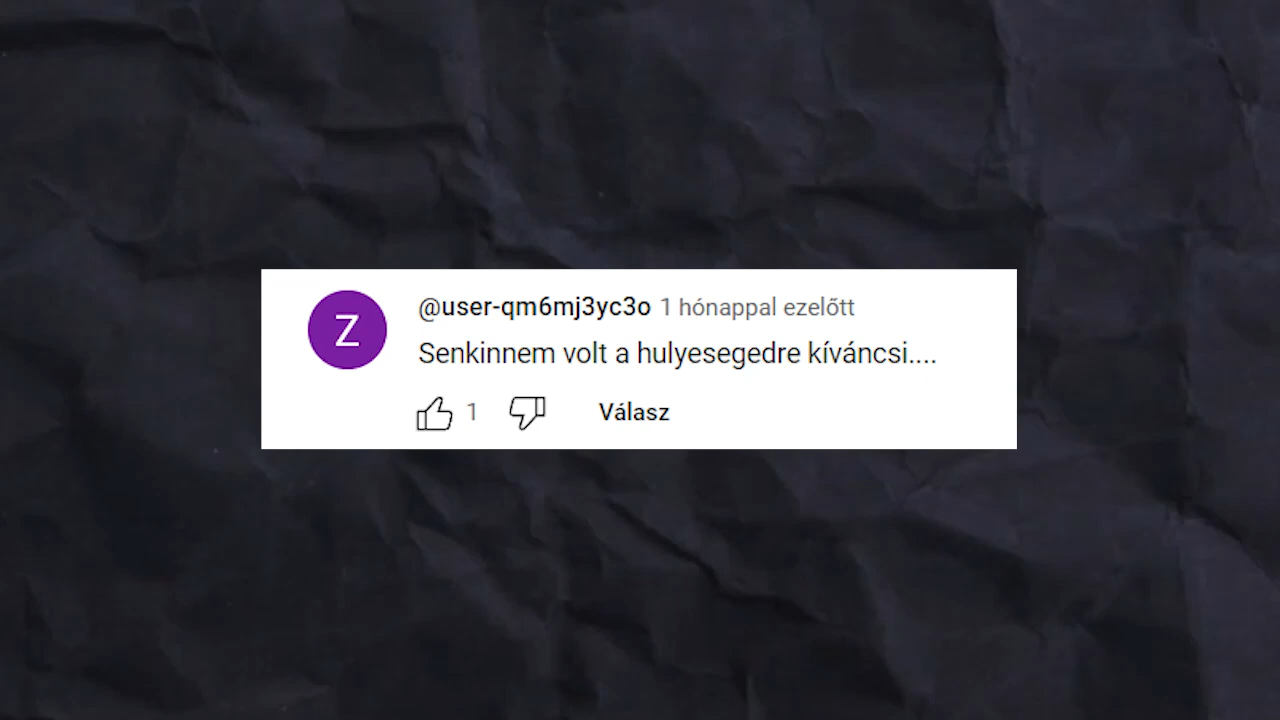 Z
@user-qm6mj3yc3o 1 hónappal ezelőtt
Senkinnem volt a hulyesegedre kíváncsi....
1 Válasz